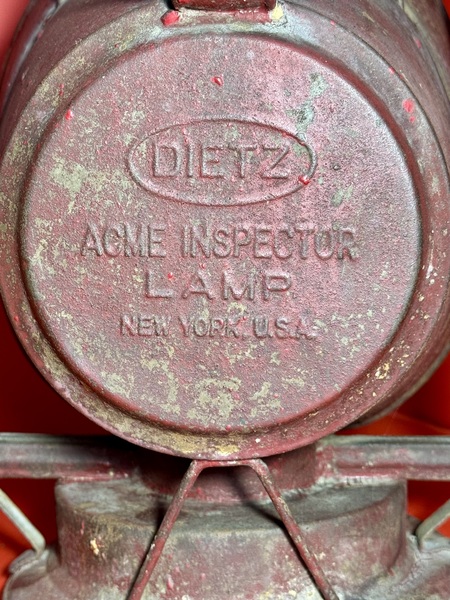 DIETZ
ACME INSPECTOR
LAMP
NEW YORK, U.S.A.